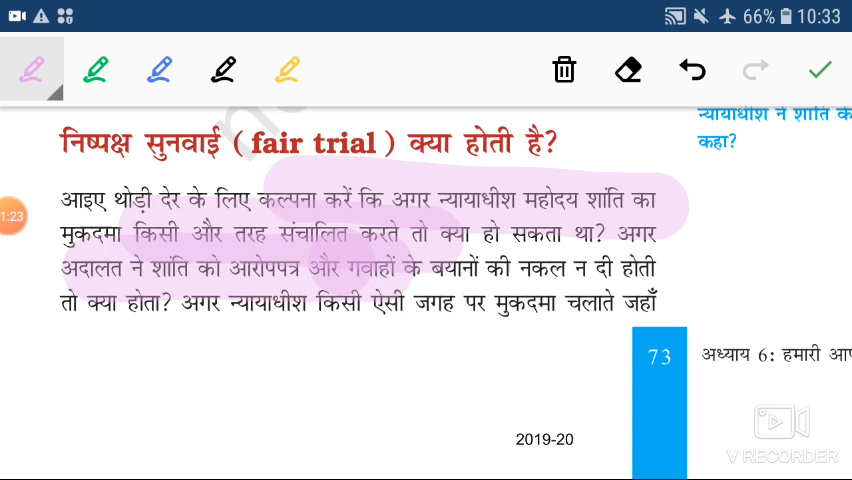 66% 10:33
न्यायाधीश ने शांति के
कहा?
निष्पक्ष सुनवाई ( fair trial ) क्या होती है?
आइए थोड़ी देर के लिए कल्पना करें कि अगर न्यायाधीश महोदय शांति का
1:23
मुकदमा किसी और तरह संचालित करते तो क्या हो सकता था? अगर
अदालत ने शांति को आरोपपत्र और गवाहों के बयानों की नकल न दी होती
तो क्या होता? अगर न्यायाधीश किसी ऐसी जगह पर मुकदमा चलाते जहाँ
73
अध्याय 6: हमारी
2019-20
V RECORDER